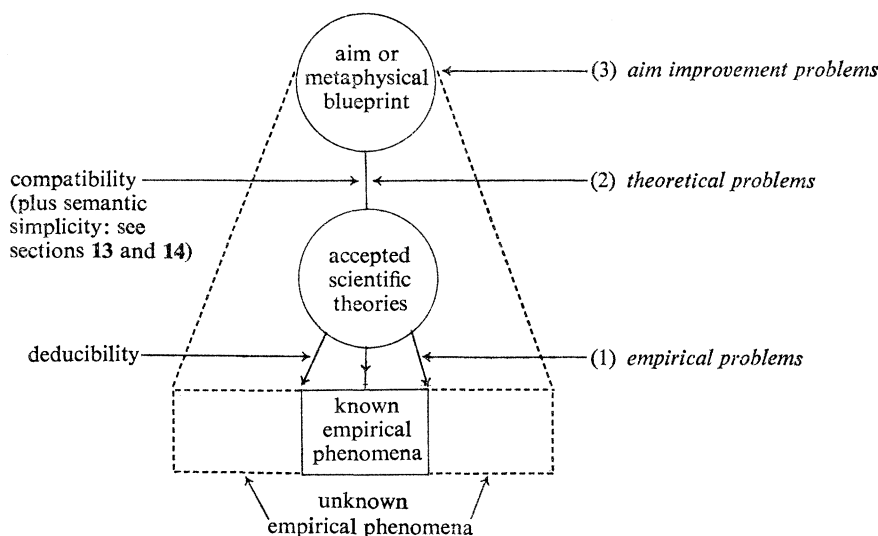 aim or
metaphysical
blueprint
(3) aim improvement problems
compatibility
(plus semantic
simplicity: see
sections 13 and 14)
(2) theoretical problems
accepted
scientific
theories
deducibility
(1) empirical problems
known
empirical
phenomena
unknown
empirical phenomena